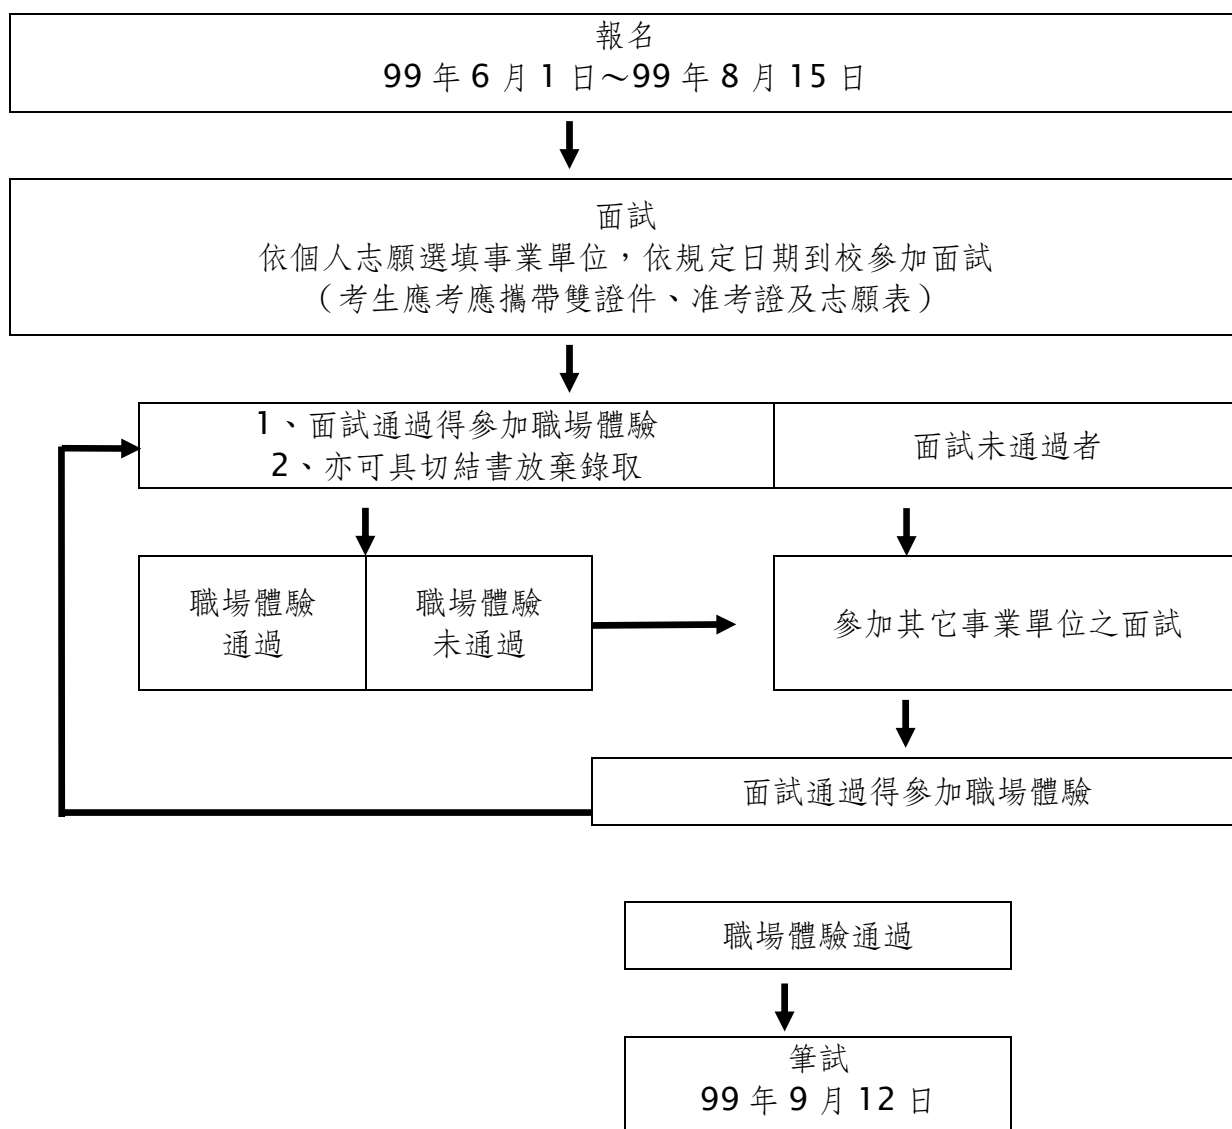 報名
99 年 6 月 1 日～99 年 8 月 15 日
面試
依個人志願選填事業單位，依規定日期到校參加面試
（考生應考應攜帶雙證件、准考證及志願表）
1、面試通過得參加職場體驗
2、亦可具切結書放棄錄取
面試未通過者
職場體驗
通過
職場體驗
未通過
參加其它事業單位之面試
面試通過得參加職場體驗
職場體驗通過
筆試
99 年 9 月 12 日